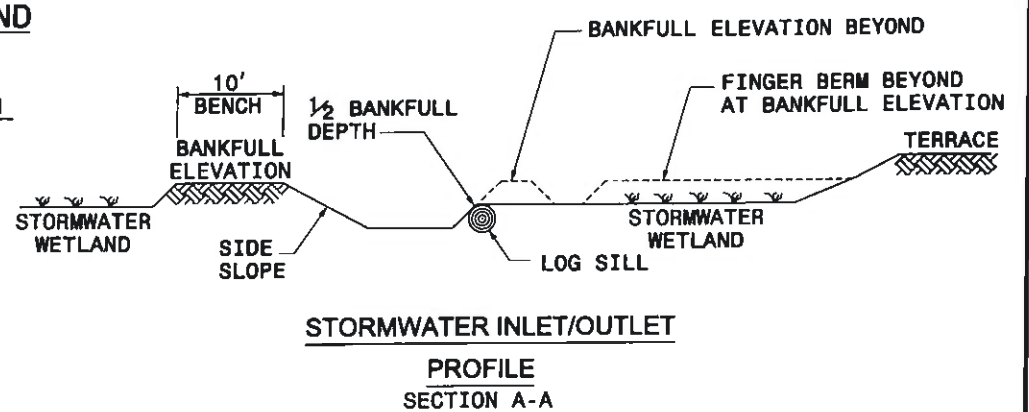 ND
BANKFULL ELEVATION BEYOND
10'
BENCH
½ BANKFULL
DEPTH
FINGER BERM BEYOND
AT BANKFULL ELEVATION
BANKFULL
ELEVATION
TERRACE
STORMWATER
WETLAND
SIDE
SLOPE
LOG SILL
STORMWATER
WETLAND
STORMWATER INLET/OUTLET
PROFILE
SECTION A-A